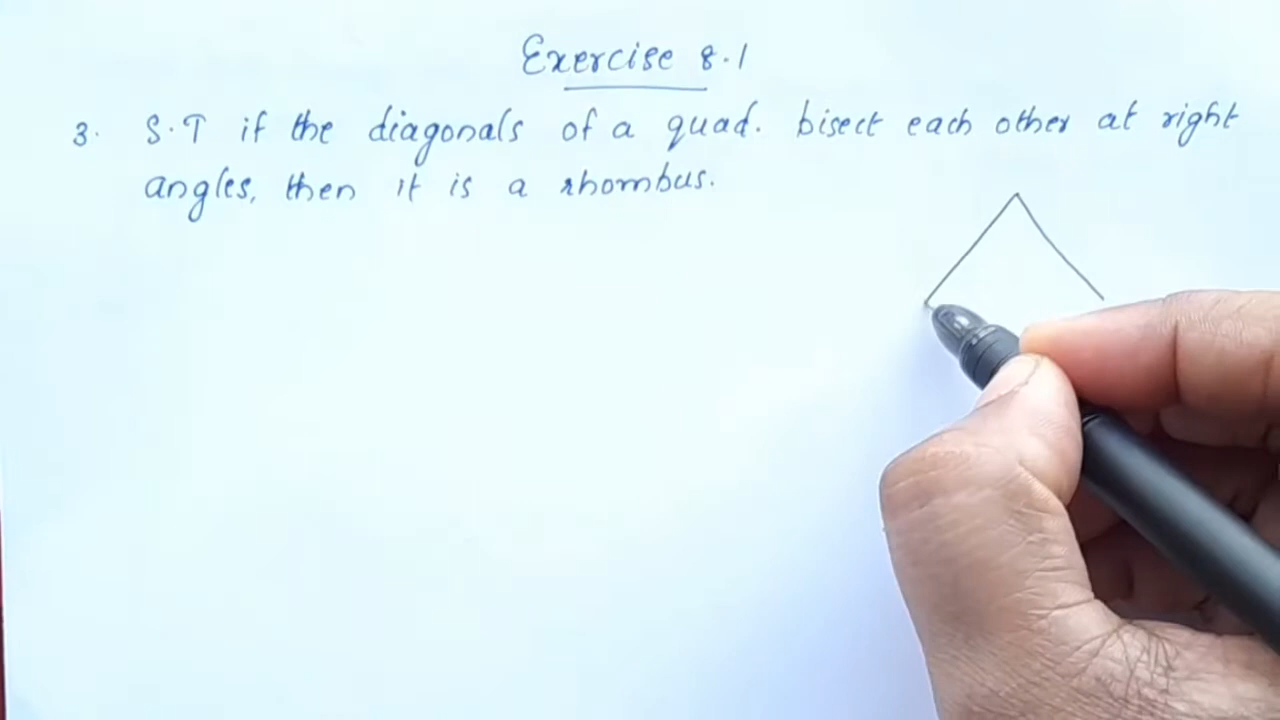 Exercise 8.1
3. S.T if the diagonals of a quad. bisect each other at right
angles, then it is a rhombus.